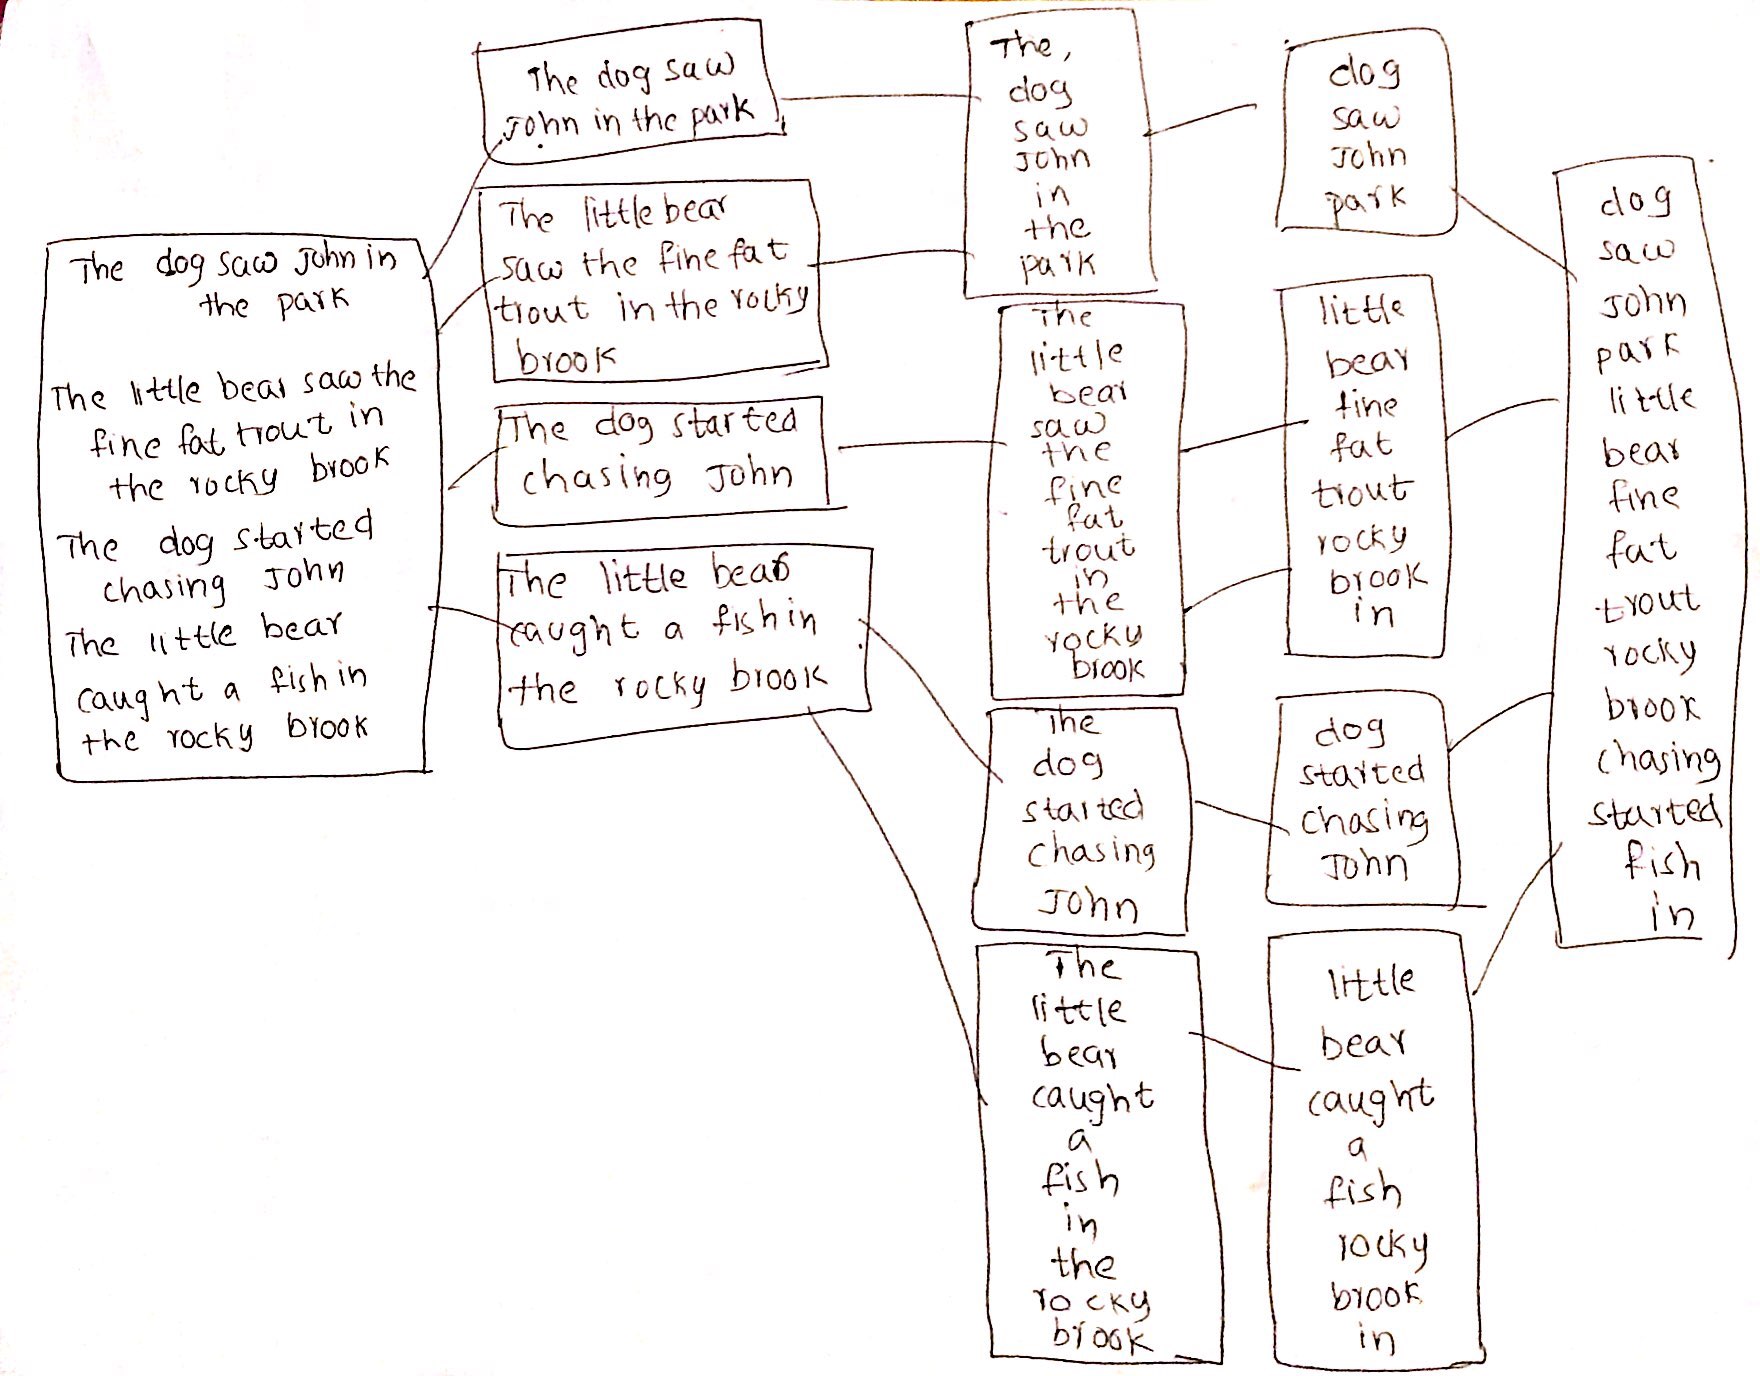 The dog saw John in
the park
The little bear saw the
fine fat trout in
the rocky brook
The dog started
chasing John
The little bear
caught a fish in
the rocky brook
The dog saw
John in the park
The little bear
saw the fine fat
trout in the rocky
brook
The dog started
chasing John
The little bear
caught a fish in
the rocky brook
The,
dog
saw
John
in
the
park
The
little
bear
saw
the
fine
fat
trout
in
the
rocky
brook
The
dog
started
chasing
John
The
little
bear
caught
a
fish
in
the
rocky
brook
dog
saw
John
park
little
bear
fine
fat
trout
rocky
brook
in
dog
started
chasing
John
little
bear
caught
a
fish
rocky
brook
in
dog
saw
John
park
little
bear
fine
fat
trout
rocky
brook
chasing
started
fish
in